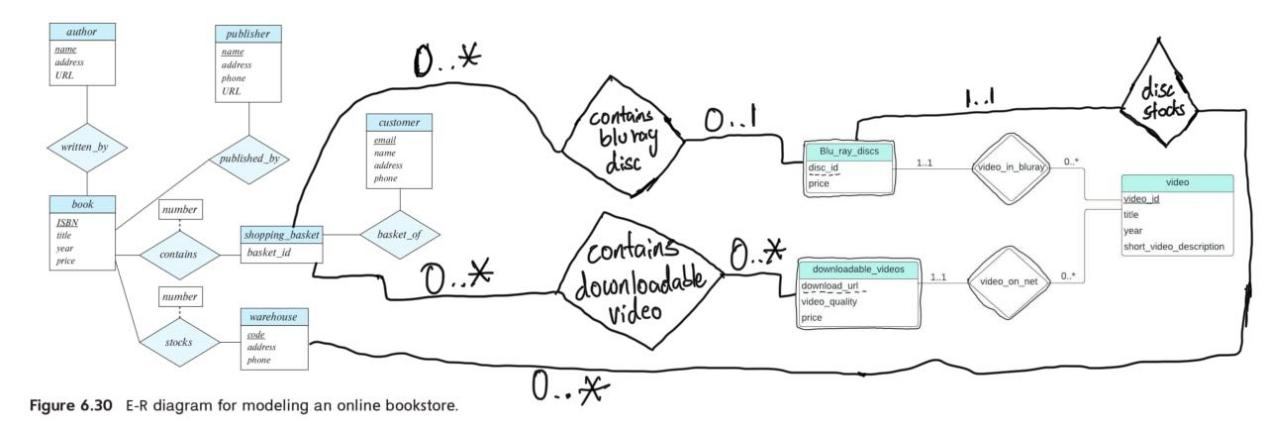 author
name
address
URL
written_by
book
ISBN
title
year
price
publisher
name
address
phone
URL
published_by
number
contains
number
stocks
customer
email
name
address
phone
basket_of
shopping_basket
basket_id
warehouse
code
address
phone
0..*
contains
bluray
disc
0..1
0..*
contains
downloadable
video
0..*
Blu_ray_discs
disc_id
price
1..1
video_in_bluray
0..*
downloadable_videos
download_url
video_quality
price
1..1
video_on_net
0..*
1..1
disc
stocks
video
video_id
title
year
short_video_description
0..*
Figure 6.30 E-R diagram for modeling an online bookstore.